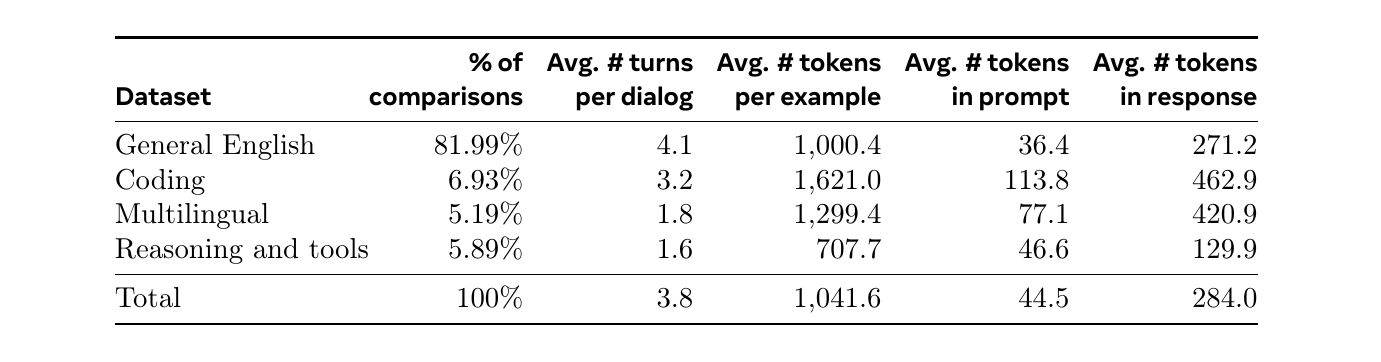 Dataset % of comparisons Avg. # turns per dialog Avg. # tokens per example Avg. # tokens in prompt Avg. # tokens in response
General English 81.99% 4.1 1,000.4 36.4 271.2
Coding 6.93% 3.2 1,621.0 113.8 462.9
Multilingual 5.19% 1.8 1,299.4 77.1 420.9
Reasoning and tools 5.89% 1.6 707.7 46.6 129.9
Total 100% 3.8 1,041.6 44.5 284.0